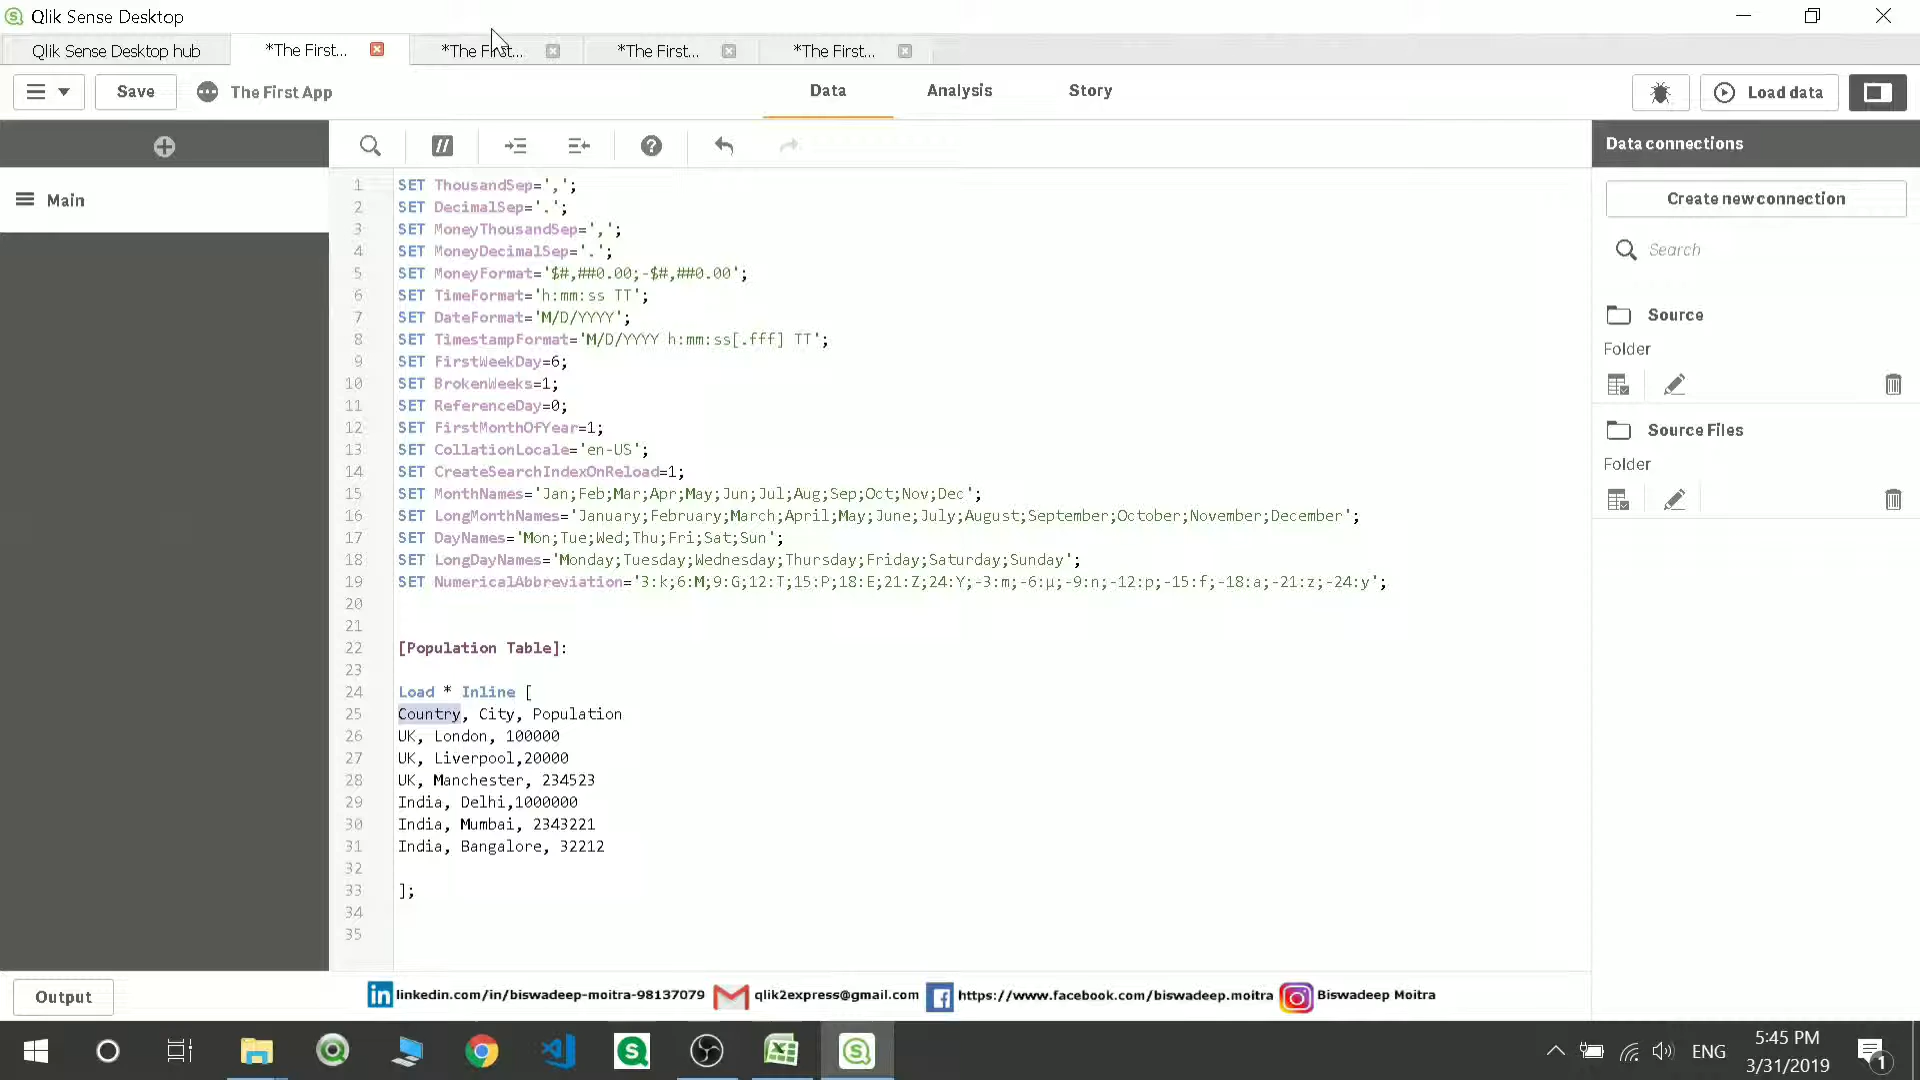 Qlik Sense Desktop
Qlik Sense Desktop hub
*The First...
*The First...
*The First...
*The First...
Save
The First App
Data
Analysis
Story
Load data
Main
Data connections
Create new connection
Search
Source
Folder
Source Files
Folder
1 SET ThousandSep=',';
2 SET DecimalSep='.';
3 SET MoneyThousandSep=',';
4 SET MoneyDecimalSep='.';
5 SET MoneyFormat='$#,##0.00;-$#,##0.00';
6 SET TimeFormat='h:mm:ss TT';
7 SET DateFormat='M/D/YYYY';
8 SET TimestampFormat='M/D/YYYY h:mm:ss[.fff] TT';
9 SET FirstWeekDay=6;
10 SET BrokenWeeks=1;
11 SET ReferenceDay=0;
12 SET FirstMonthOfYear=1;
13 SET CollationLocale='en-US';
14 SET CreateSearchIndexOnReload=1;
15 SET MonthNames='Jan;Feb;Mar;Apr;May;Jun;Jul;Aug;Sep;Oct;Nov;Dec';
16 SET LongMonthNames='January;February;March;April;May;June;July;August;September;October;November;December';
17 SET DayNames='Mon;Tue;Wed;Thu;Fri;Sat;Sun';
18 SET LongDayNames='Monday;Tuesday;Wednesday;Thursday;Friday;Saturday;Sunday';
19 SET NumericalAbbreviation='3:k;6:M;9:G;12:T;15:P;18:E;21:Z;24:Y;-3:m;-6:μ;-9:n;-12:p;-15:f;-18:a;-21:z;-24:y';
20
21
22 [Population Table]:
23
24 Load * Inline [
25 Country, City, Population
26 UK, London, 100000
27 UK, Liverpool,20000
28 UK, Manchester, 234523
29 India, Delhi,1000000
30 India, Mumbai, 2343221
31 India, Bangalore, 32212
32
33 ];
34
35
Output
linkedin.com/in/biswadeep-moitra-98137079
qlik2express@gmail.com
https://www.facebook.com/biswadeep.moitra
Biswadeep Moitra
ENG
5:45 PM
3/31/2019
1